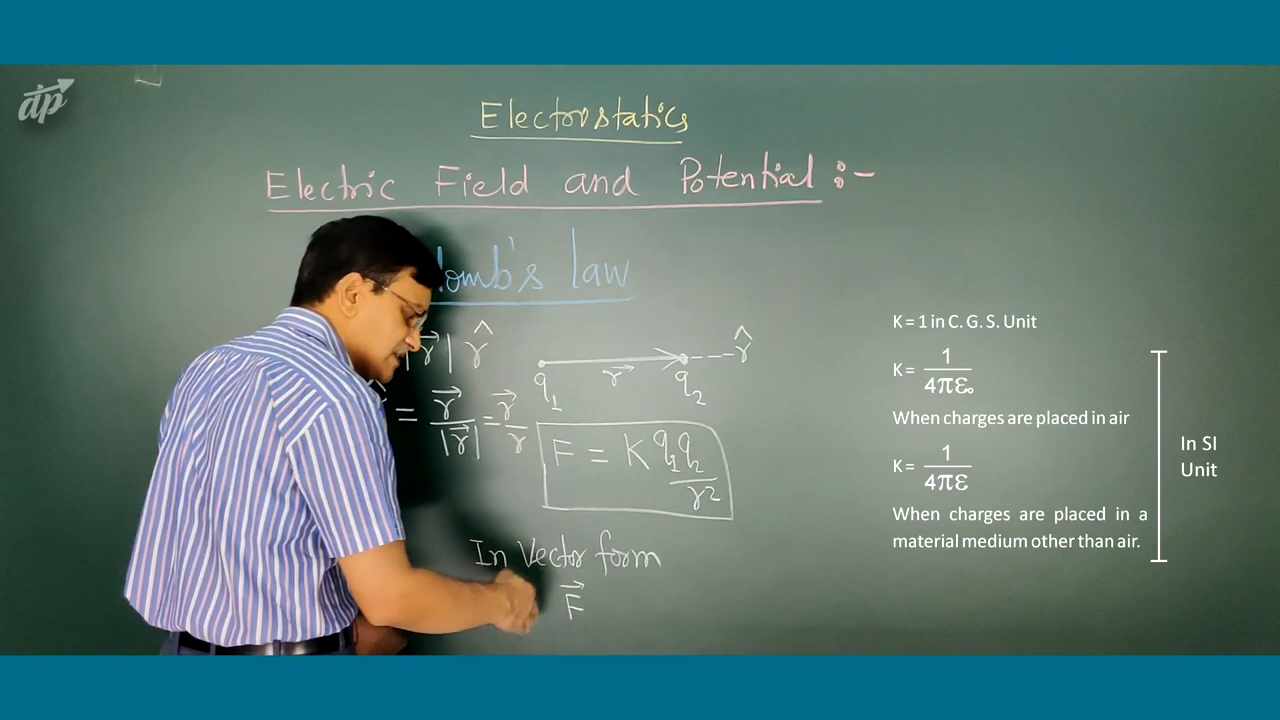 dp
Electrostatics
Electric Field and Potential :-
lomb's law
|r⃗| r̂
= r⃗/|r⃗| = r⃗/r
r⃗
r̂
q₁
q₂
F = K q₁q₂/r²
In Vector form
F⃗
K = 1 in C. G. S. Unit
K = 1/4πε₀
When charges are placed in air
K = 1/4πε
When charges are placed in a
material medium other than air.
In SI
Unit